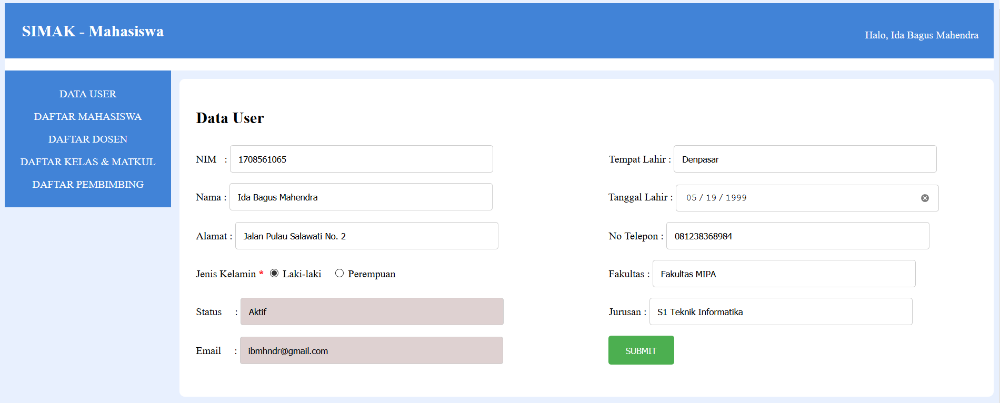 SIMAK - Mahasiswa
Halo, Ida Bagus Mahendra
DATA USER
DAFTAR MAHASISWA
DAFTAR DOSEN
DAFTAR KELAS & MATKUL
DAFTAR PEMBIMBING
Data User
NIM : 1708561065
Nama : Ida Bagus Mahendra
Alamat : Jalan Pulau Salawati No. 2
Jenis Kelamin * Laki-laki Perempuan
Status : Aktif
Email : ibmhndr@gmail.com
Tempat Lahir : Denpasar
Tanggal Lahir : 05 / 19 / 1999
No Telepon : 081238368984
Fakultas : Fakultas MIPA
Jurusan : S1 Teknik Informatika
SUBMIT